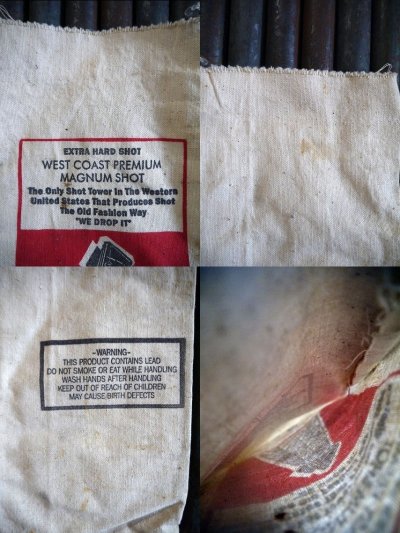 EXTRA HARD SHOT
WEST COAST PREMIUM
MAGNUM SHOT
The Only Shot Tower In The Western
United States That Produces Shot
The Old Fashion Way
"WE DROP IT"
-WARNING-
THIS PRODUCT CONTAINS LEAD
DO NOT SMOKE OR EAT WHILE HANDLING
WASH HANDS AFTER HANDLING
KEEP OUT OF REACH OF CHILDREN
MAY CAUSE BIRTH DEFECTS